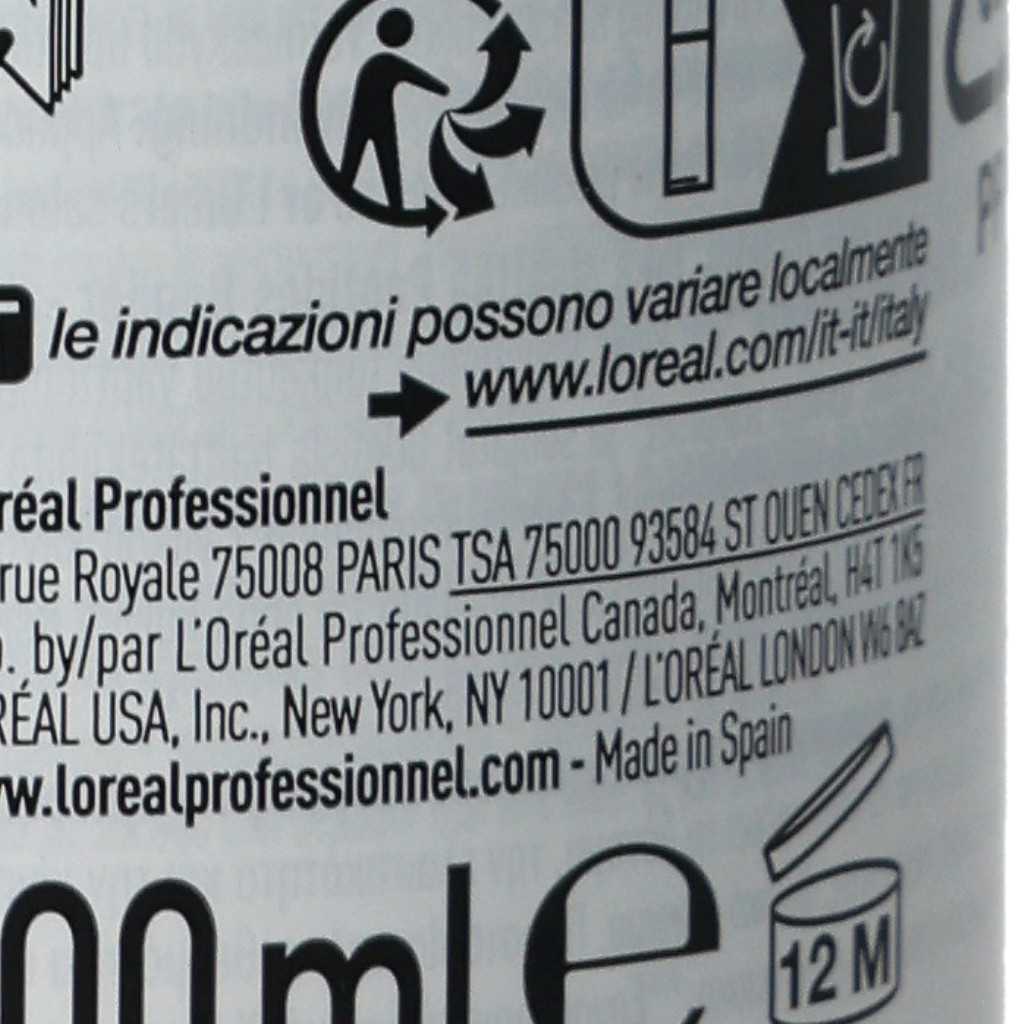 le indicazioni possono variare localmente
www.loreal.com/it-it/italy
réal Professionnel
rue Royale 75008 PARIS TSA 75000 93584 ST OUEN CEDEX FR
. by/par L'Oréal Professionnel Canada, Montréal, H4T 1K5
RÉAL USA, Inc., New York, NY 10001 / L'ORÉAL LONDON W6 8AZ
w.lorealprofessionnel.com - Made in Spain
00 ml e
12 M